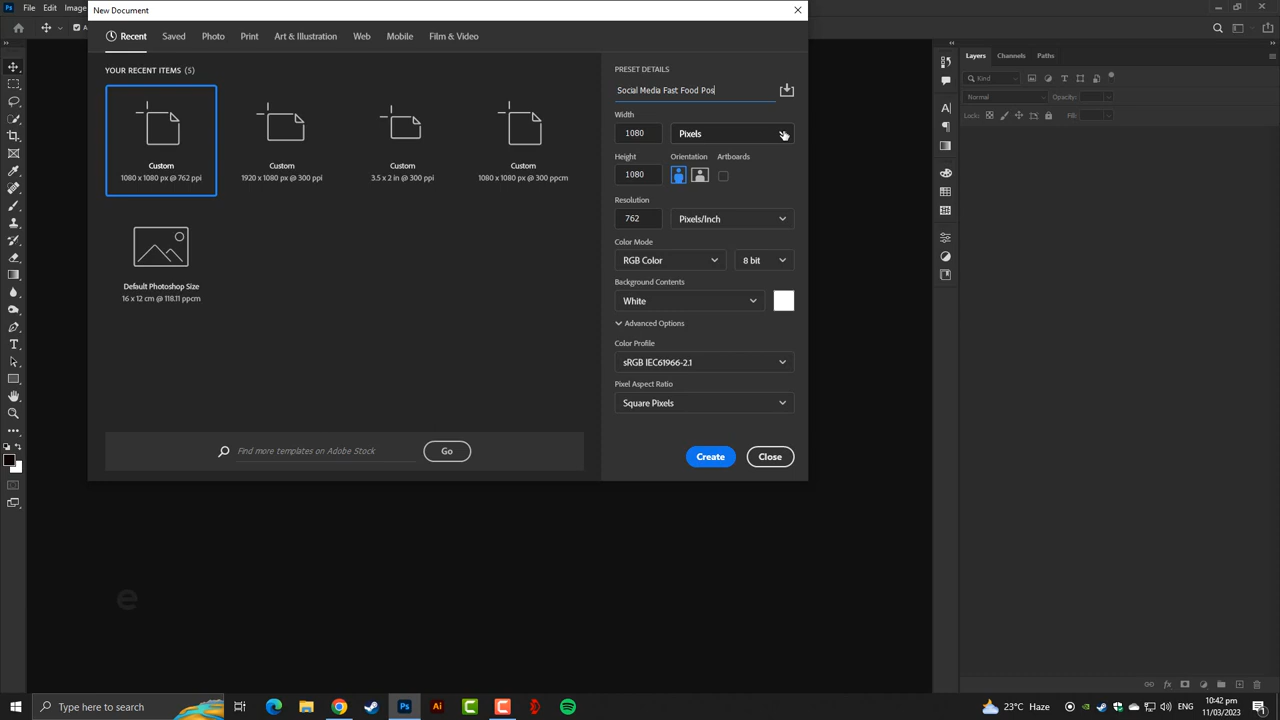 New Document
File
Edit
Im
Recent
Saved
Photo
Print
Art & Illustration
Web
Mobile
Film & Video
YOUR RECENT ITEMS (5)
Custom
1080 x 1080 px @ 762 ppi
Custom
1920 x 1080 px @ 300 ppi
Custom
3.5 x 2 in @ 300 ppi
Custom
1080 x 1080 px @ 300 ppcm
Default Photoshop Size
16 x 12 cm @ 118.11 ppcm
Find more templates on Adobe Stock
Go
PRESET DETAILS
Social Media Fast Food Pos
Width
1080
Pixels
Height
Orientation
Artboards
1080
Resolution
762
Pixels/Inch
Color Mode
RGB Color
8 bit
Background Contents
White
Advanced Options
Color Profile
sRGB IEC61966-2.1
Pixel Aspect Ratio
Square Pixels
Create
Close
Layers
Channels
Paths
Kind
Normal
Opacity:
Lock:
Fill:
e
Type here to search
Ps
Ai
23°C Haze
ENG
10:42 pm
11/03/2023